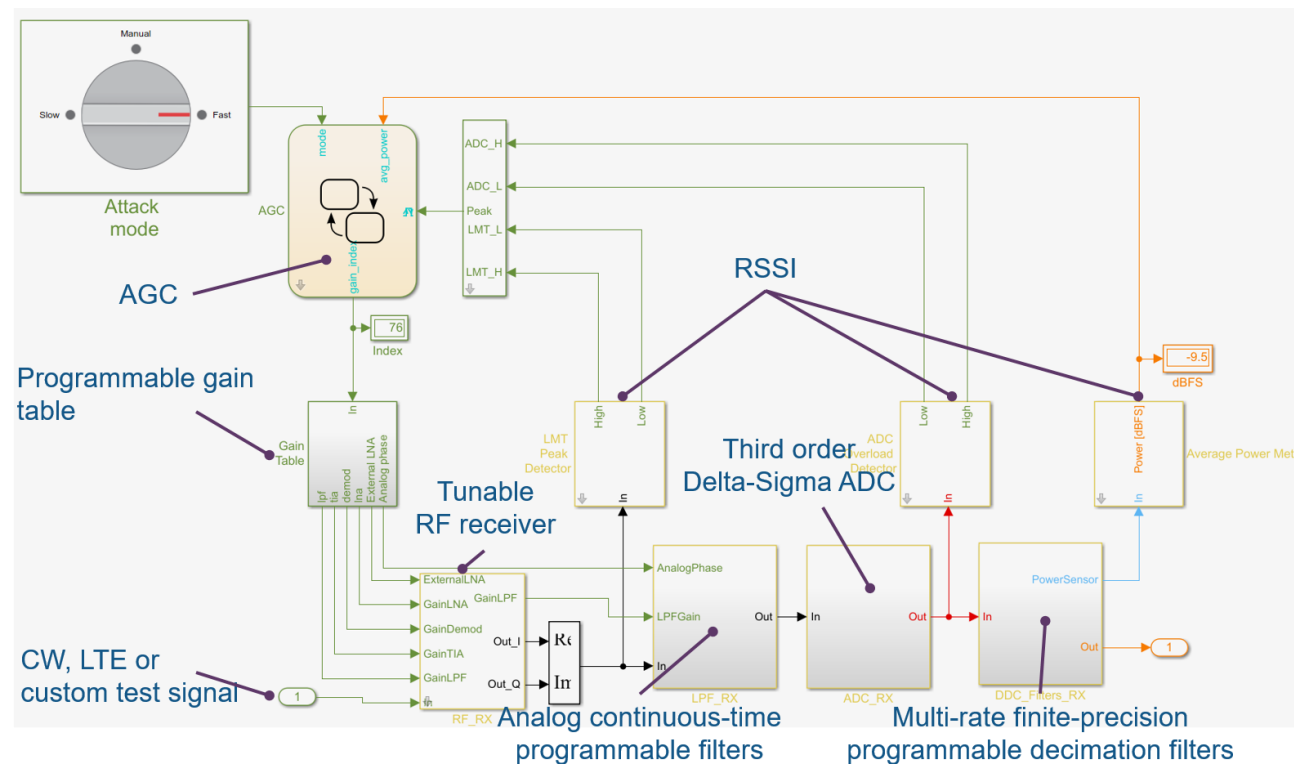 Manual
Slow
Fast
Attack
mode
mode
avg_power
AGC
gain_index
ADC_H
ADC_L
Peak
LMT_L
LMT_H
RSSI
AGC
76
Index
-9.5
dBFS
Programmable gain
table
In
Gain
Table
lpf
tia
demod
lna
External LNA
Analog phase
High
Low
LMT
Peak
Detector
In
Third order
Delta-Sigma ADC
Low
High
ADC
Overload
Detector
In
Power [dBFS]
Average Power Met
In
Tunable
RF receiver
ExternalLNA
GainLNA
GainLPF
GainDemod
Out_I
GainTIA
GainLPF
Out_Q
RF_RX
Re
Im
AnalogPhase
LPFGain
Out
In
LPF_RX
In
Out
ADC_RX
PowerSensor
In
Out
DDC_Filters_RX
1
CW, LTE or
custom test signal
1
Analog continuous-time
programmable filters
Multi-rate finite-precision
programmable decimation filters